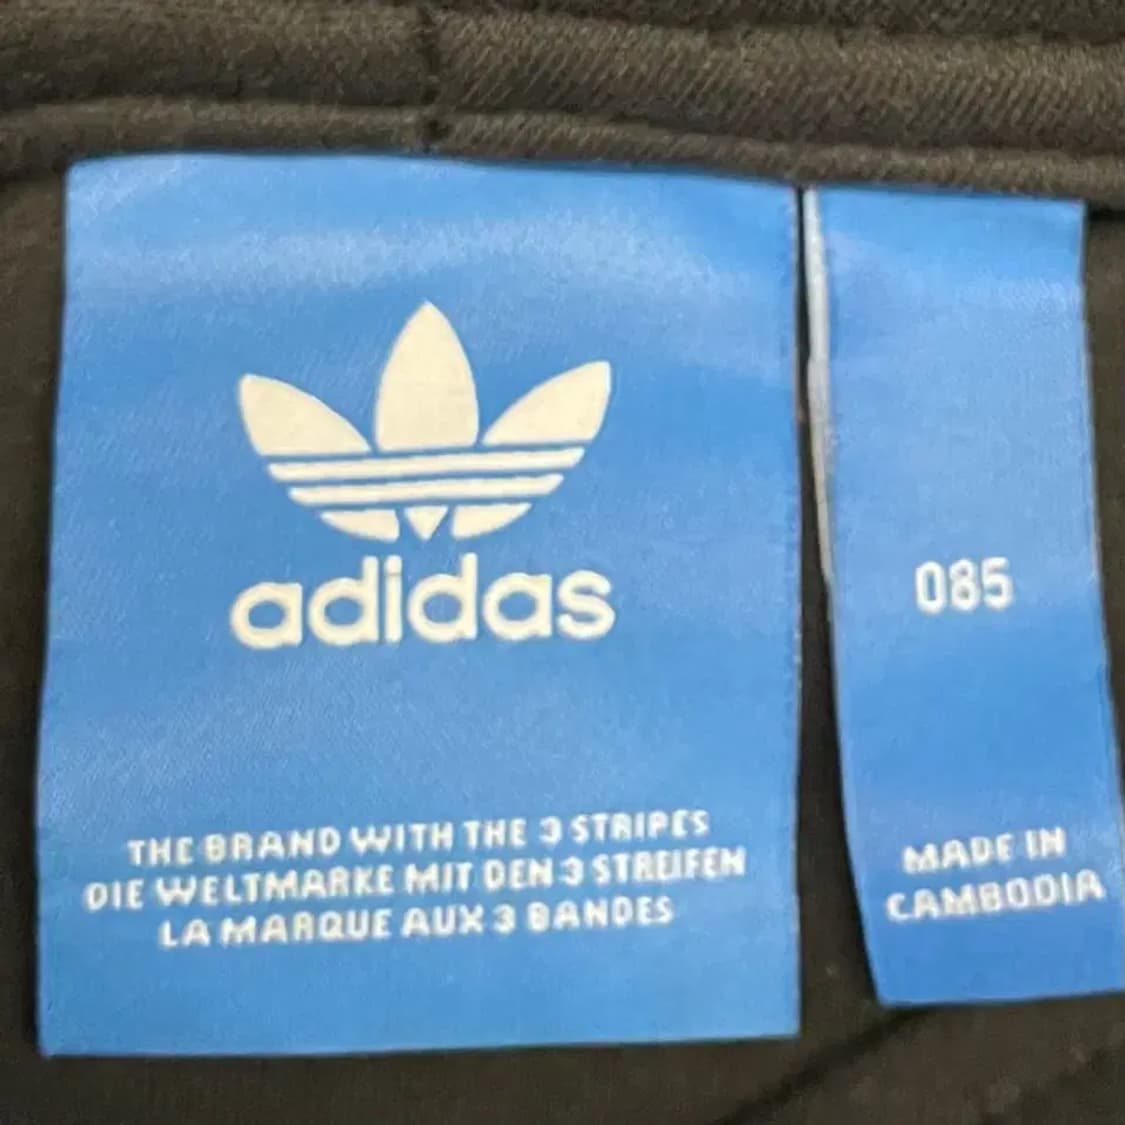 adidas
THE BRAND WITH THE 3 STRIPES
DIE WELTMARKE MIT DEN 3 STREIFEN
LA MARQUE AUX 3 BANDES
085
MADE IN
CAMBODIA